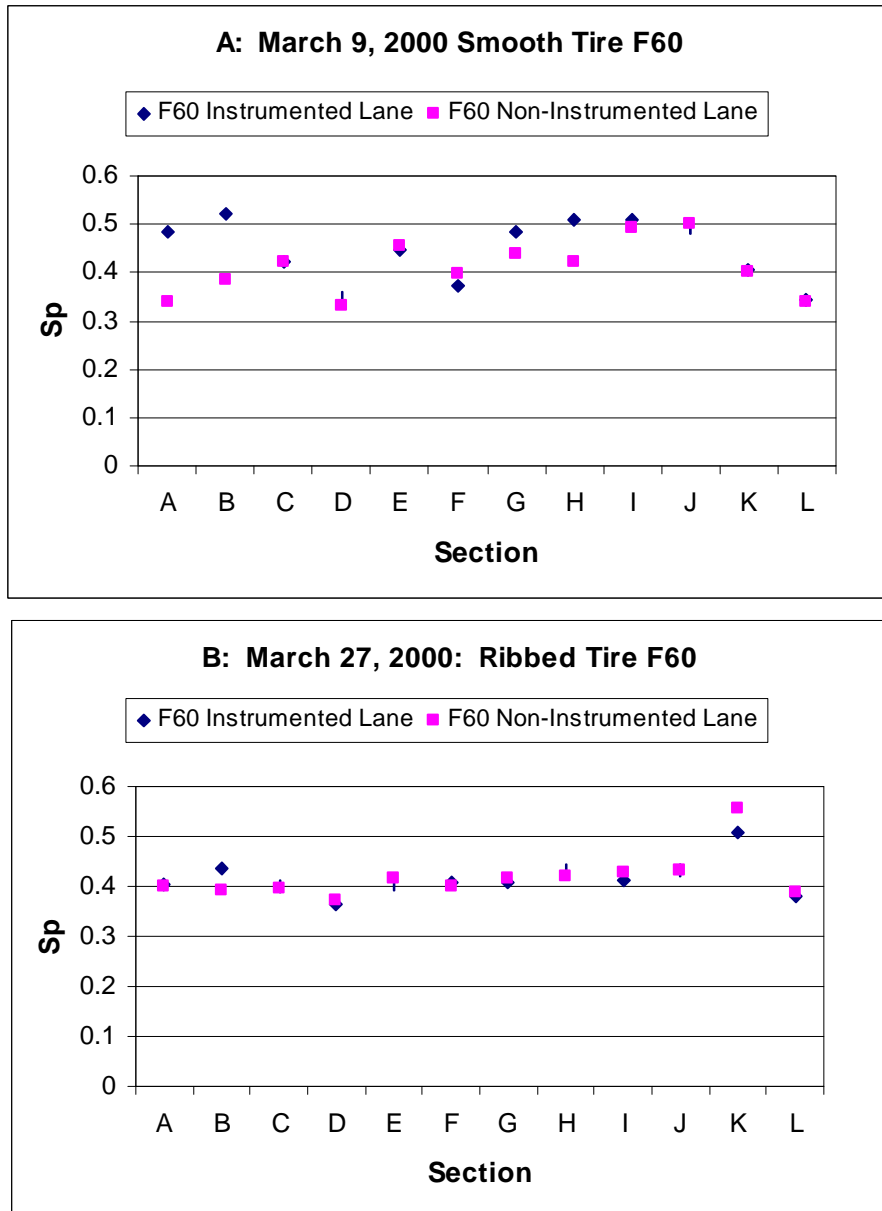 A: March 9, 2000 Smooth Tire F60
F60 Instrumented Lane F60 Non-Instrumented Lane
0.6
0.5
0.4
0.3
0.2
0.1
0
Sp
A B C D E F G H I J K L
Section
B: March 27, 2000: Ribbed Tire F60
F60 Instrumented Lane F60 Non-Instrumented Lane
0.6
0.5
0.4
0.3
0.2
0.1
0
Sp
A B C D E F G H I J K L
Section